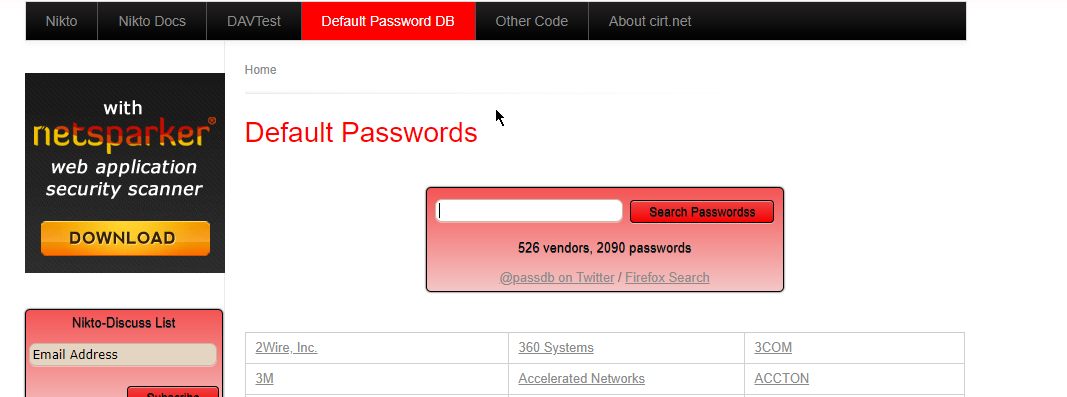 Nikto Nikto Docs DAVTest Default Password DB Other Code About cirt.net
Home
with
netsparker®
web application
security scanner
DOWNLOAD
Default Passwords
Search Passwordss
526 vendors, 2090 passwords
@passdb on Twitter / Firefox Search
Nikto-Discuss List
Email Address
Subscribe
2Wire, Inc. 360 Systems 3COM
3M Accelerated Networks ACCTON